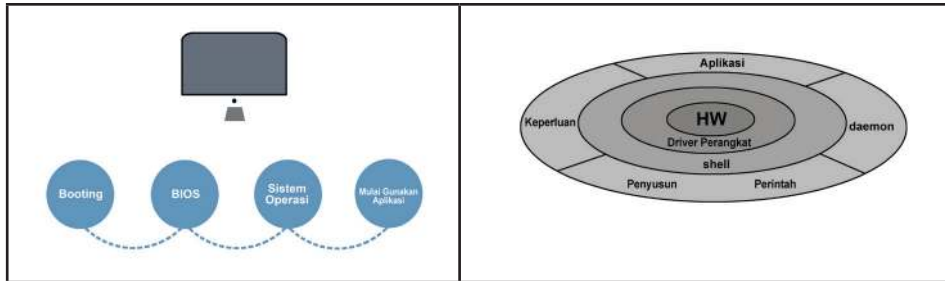 Booting
BIOS
Sistem
Operasi
Mulai Gunakan
Aplikasi
Aplikasi
Keperluan
HW
daemon
Driver Perangkat
shell
Penyusun
Perintah